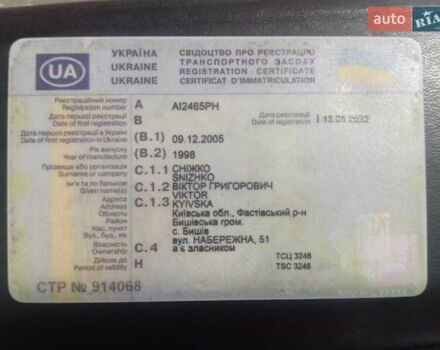 auto RIA
УКРАЇНА
UKRAINE
UKRAINE
СВІДОЦТВО ПРО РЕЄСТРАЦІЮ
ТРАНСПОРТНОГО ЗАСОБУ
REGISTRATION CERTIFICATE
CERTIFICAT D'IMMATRICULATION
UA
Реєстраційний номер
Registration number
A
AI2465PH
Дата першої реєстрації
Date of first registration
B
Дата реєстрації
Date of registration
13.05.2022
Дата першої реєстрації в Україні
Date of first registration in Ukraine
(B.1)
09.12.2005
Рік випуску
Year of manufacture
(B.2)
1998
Прізвище або організація
Surname or company
C.1.1
СНІЖКО
SNIZHKO
Ім'я та по батькові
Given name(s)
C.1.2
ВІКТОР ГРИГОРОВИЧ
VIKTOR
Адреса
Address
C.1.3
KYIVSKA
Область
Район
Нас. пункт
Вул., буд., кв.
Київська обл., Фастівський р-н
Бишівська гром.
с. Бишів
вул. НАБЕРЕЖНА, 51
Власність
Ownership
C.4
а є власником
Дійсне до
Period of validity
H
ТСЦ 3246
TSC 3246
СТР № 914068